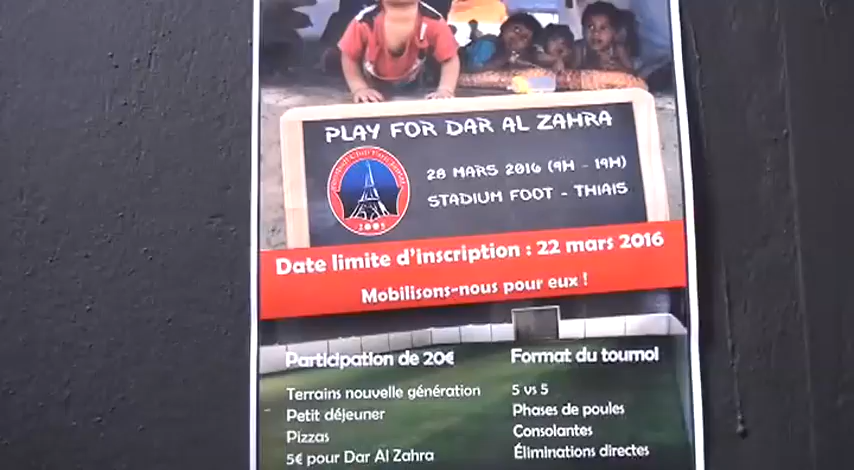 PLAY FOR DAR AL ZAHRA
28 MARS 2016 (9H - 19H)
STADIUM FOOT - THIAIS
2005
Date limite d'inscription : 22 mars 2016
Mobilisons-nous pour eux !
Participation de 20€
Terrains nouvelle génération
Petit déjeuner
Pizzas
5€ pour Dar Al Zahra
Format du tournoi
5 vs 5
Phases de poules
Consolantes
Éliminations directes